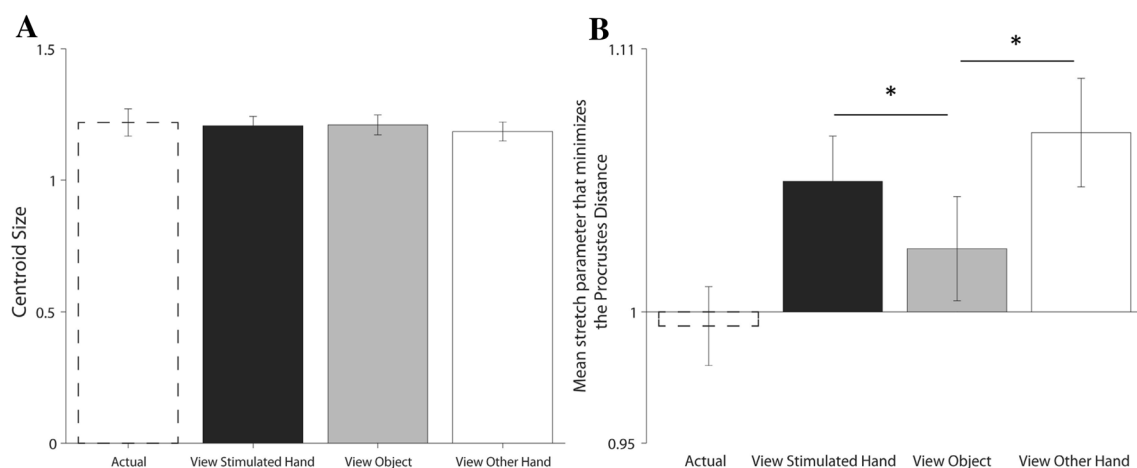 A
1.5
1
0.5
0
Centroid Size
Actual
View Stimulated Hand
View Object
View Other Hand
B
1.11
1
0.95
Mean stretch parameter that minimizes
the Procrustes Distance
*
*
Actual
View Stimulated Hand
View Object
View Other Hand